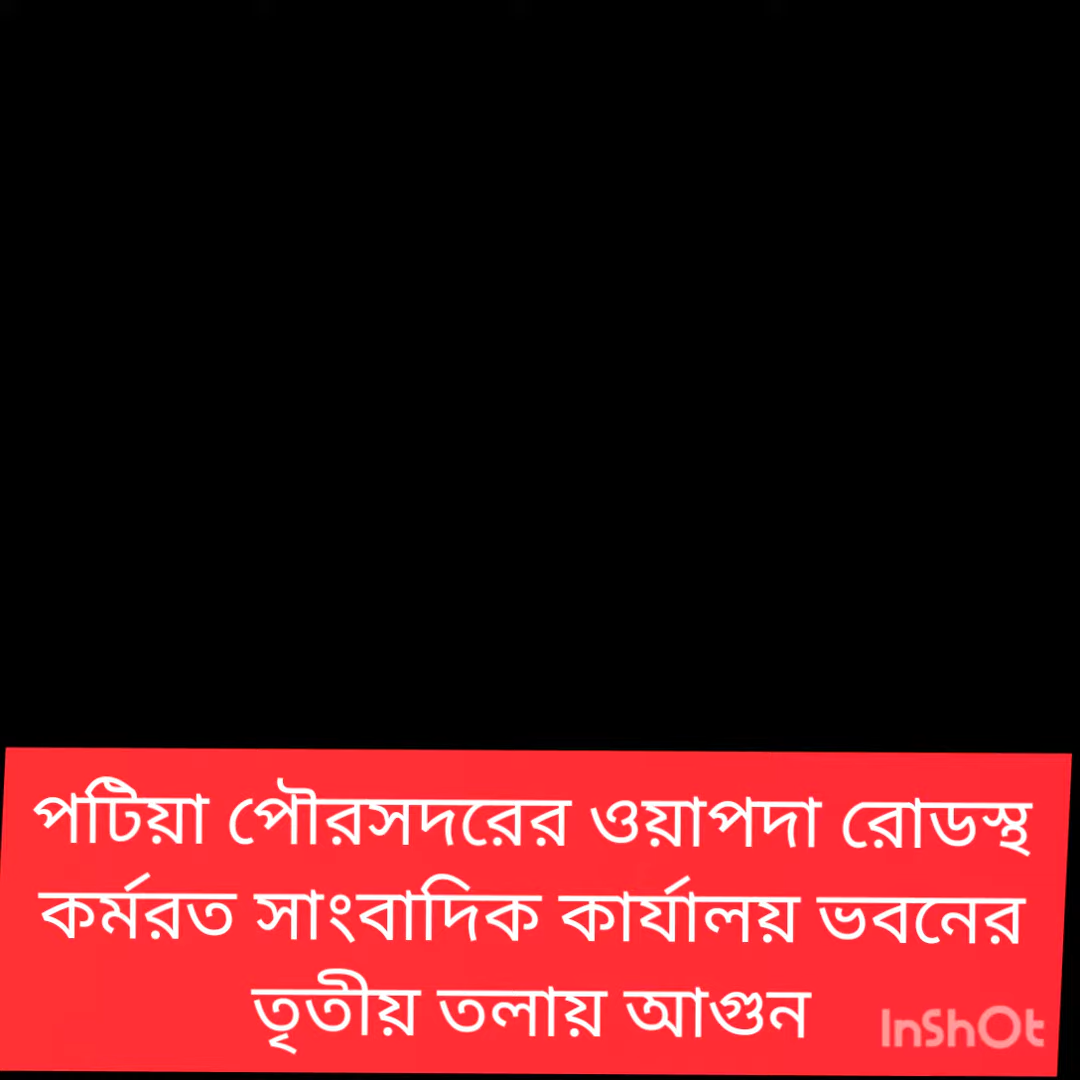 পটিয়া পৌরসদরের ওয়াপদা রোডস্থ
কর্মরত সাংবাদিক কার্যালয় ভবনের
তৃতীয় তলায় আগুন
InShOt